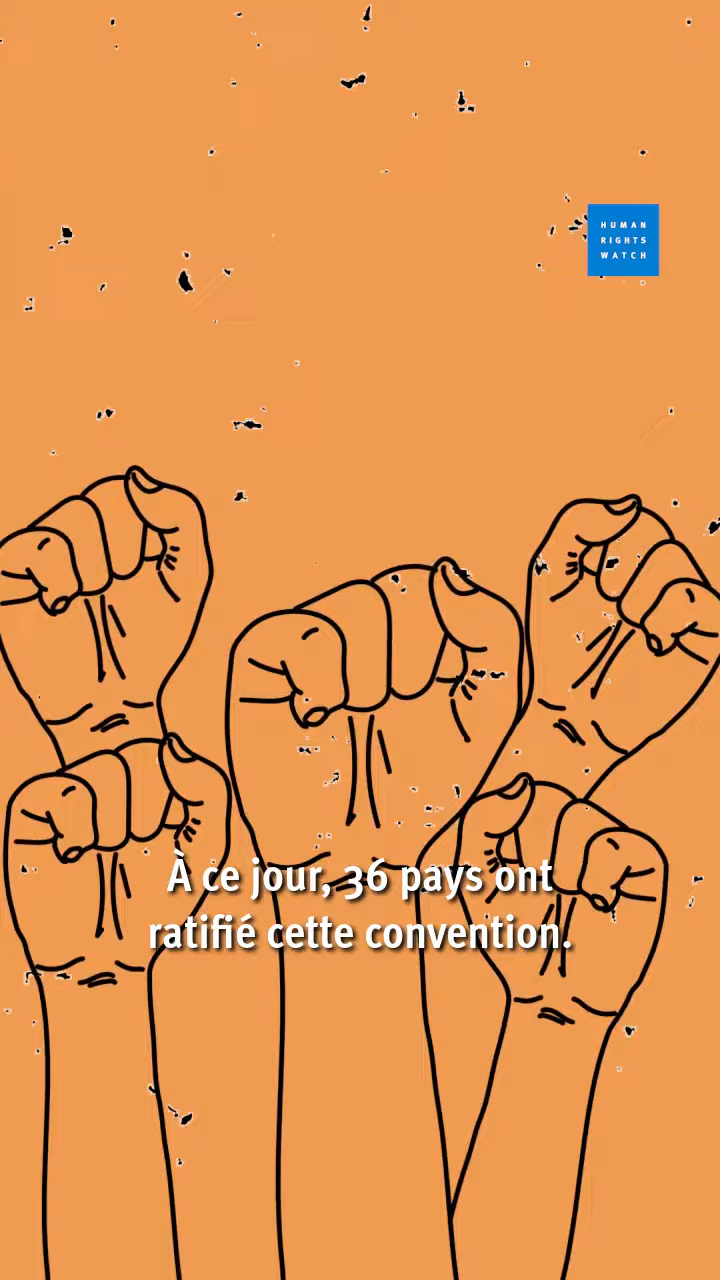 HUMAN
RIGHTS
WATCH
À ce jour, 36 pays ont
ratifié cette convention.